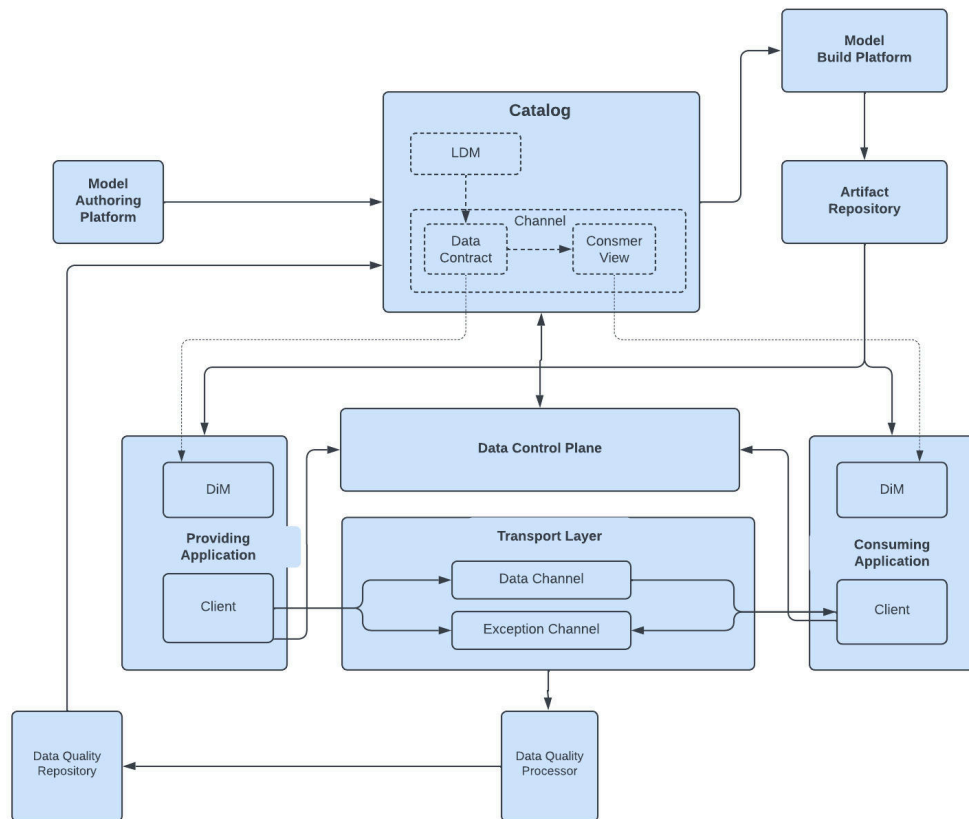 Model
Build Platform
Catalog
LDM
Model
Authoring
Platform
Artifact
Repository
Channel
Data
Contract
Consmer
View
Data Control Plane
DiM
DiM
Providing
Application
Transport Layer
Consuming
Application
Data Channel
Client
Client
Exception Channel
Data Quality
Repository
Data Quality
Processor